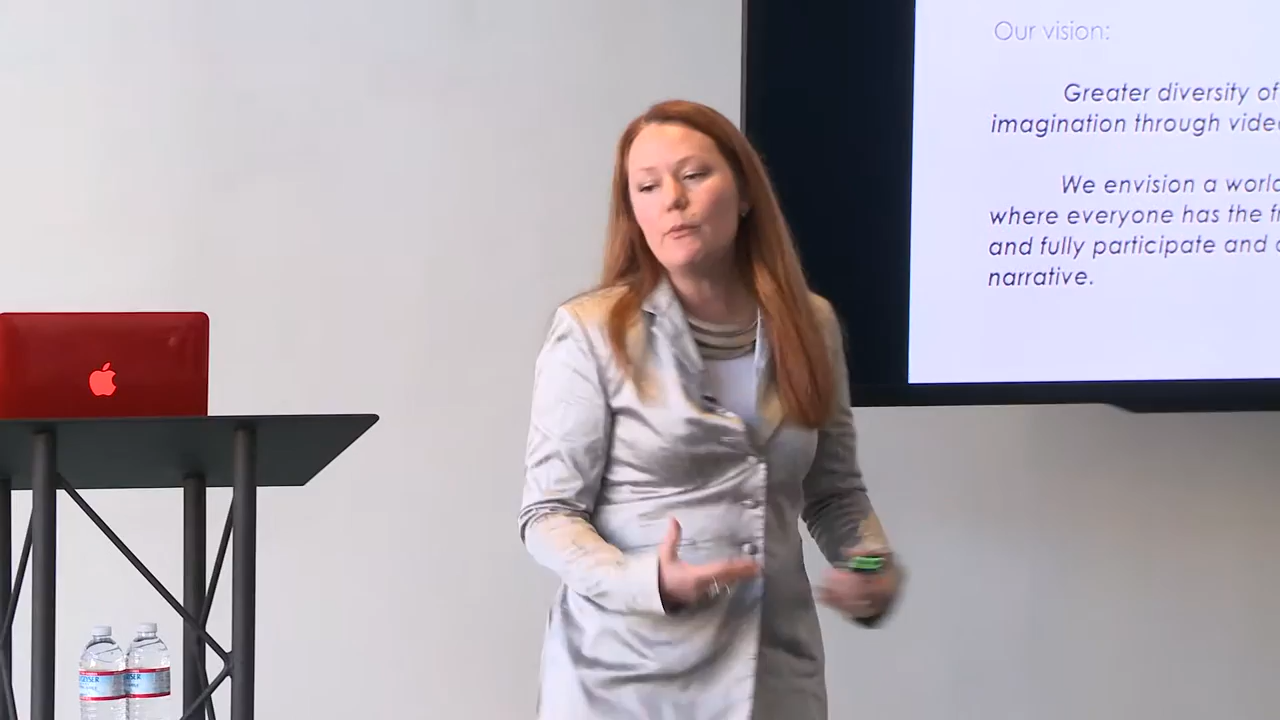 Our vision:
Greater diversity of
imagination through
We envision a
where everyone has the
and fully participate and
narrative.